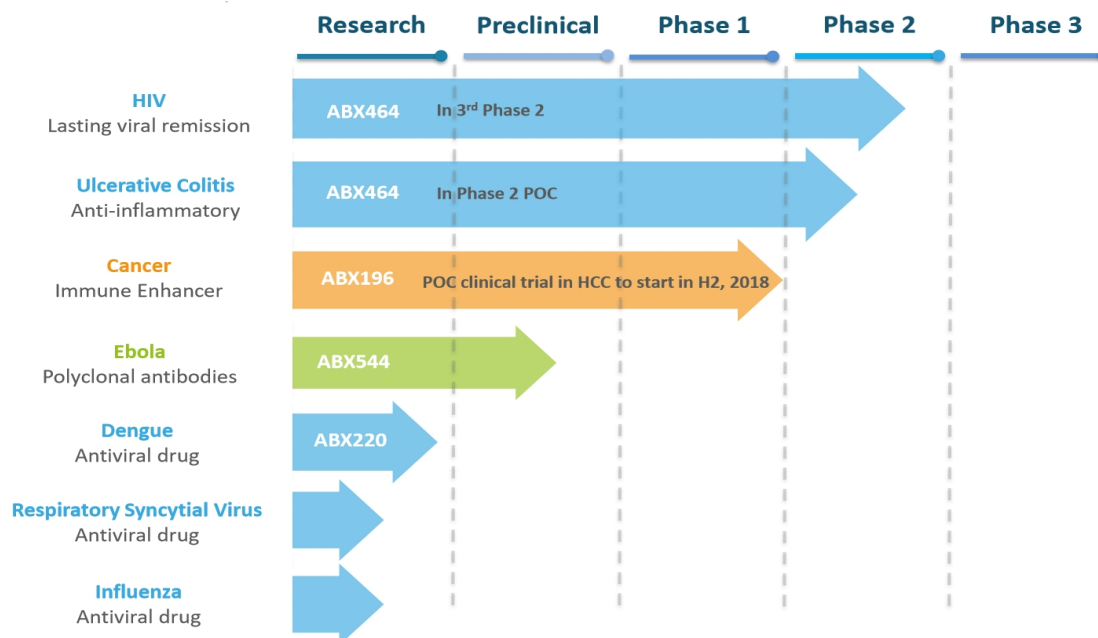 Research Preclinical Phase 1 Phase 2 Phase 3
HIV
Lasting viral remission
ABX464 In 3rd Phase 2
Ulcerative Colitis
Anti-inflammatory
ABX464 In Phase 2 POC
Cancer
Immune Enhancer
ABX196 POC clinical trial in HCC to start in H2, 2018
Ebola
Polyclonal antibodies
ABX544
Dengue
Antiviral drug
ABX220
Respiratory Syncytial Virus
Antiviral drug
Influenza
Antiviral drug